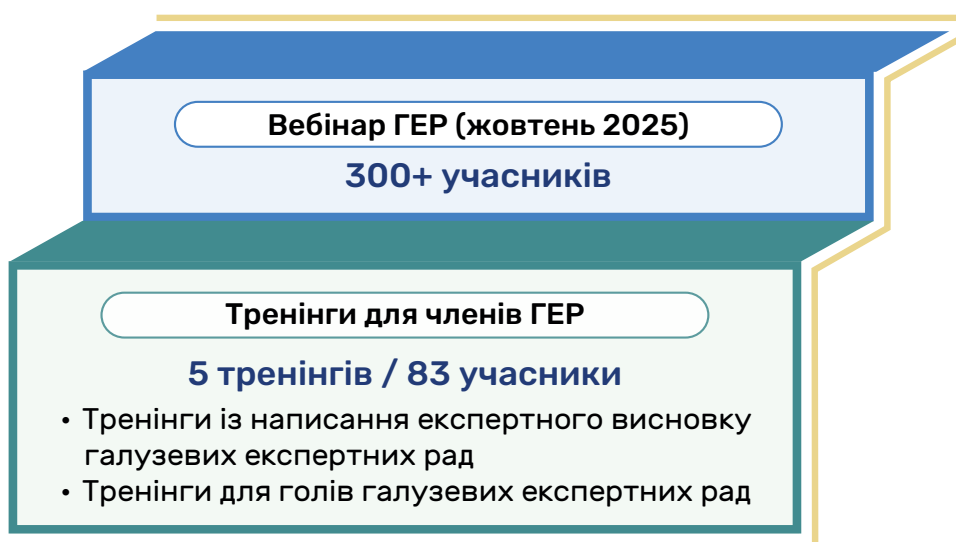 Вебінар ГЕР (жовтень 2025)
300+ учасників
Тренінги для членів ГЕР
5 тренінгів / 83 учасники
• Тренінги із написання експертного висновку
галузевих експертних рад
• Тренінги для голів галузевих експертних рад